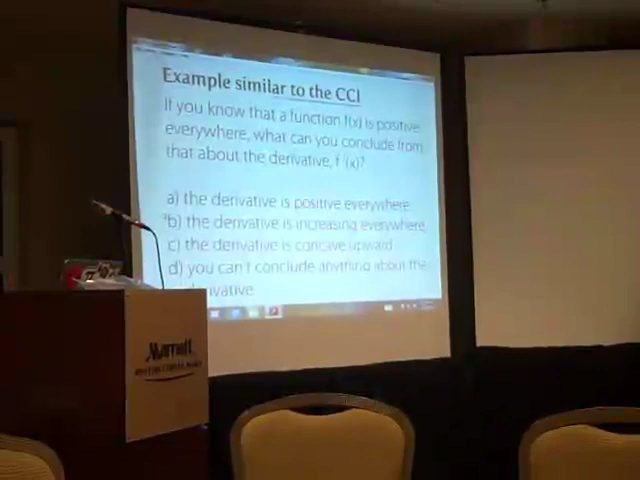 Example similar to the CCI
If you know that a function f(x) is positive
everywhere, what can you conclude from
that about the derivative, f'(x)?
a) the derivative is positive everywhere
b) the derivative is increasing everywhere
c) the derivative is concave upward
d) you can't conclude anything about the
derivative
Marriott